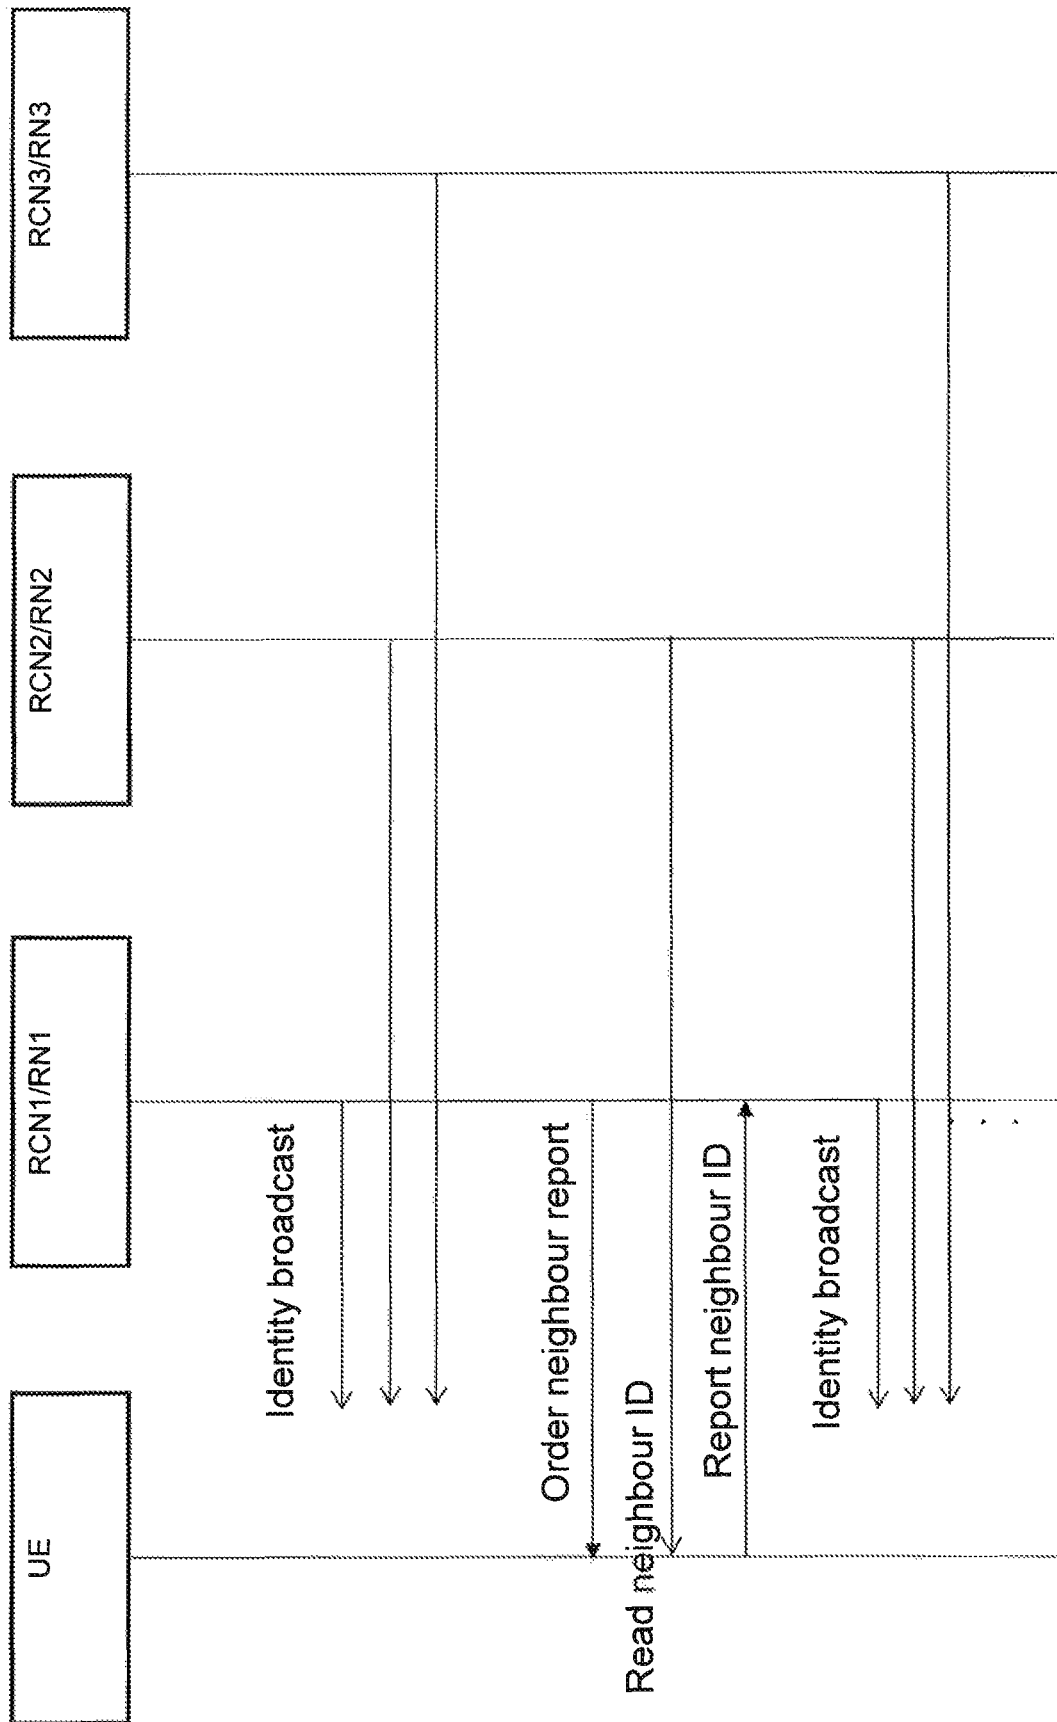 UE
RCN1/RN1
RCN2/RN2
RCN3/RN3
Identity broadcast
Order neighbour report
Read neighbour ID
Report neighbour ID
Identity broadcast